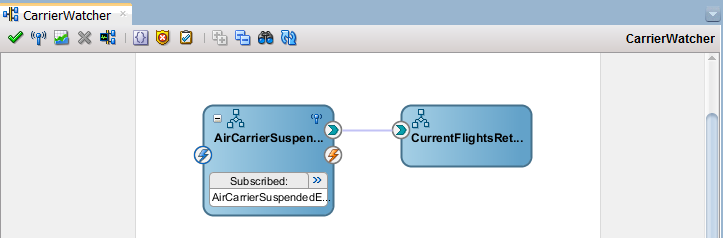 CarrierWatcher
CarrierWatcher
AirCarrierSuspen...
CurrentFlightsRet...
Subscribed:
AirCarrierSuspendedE...